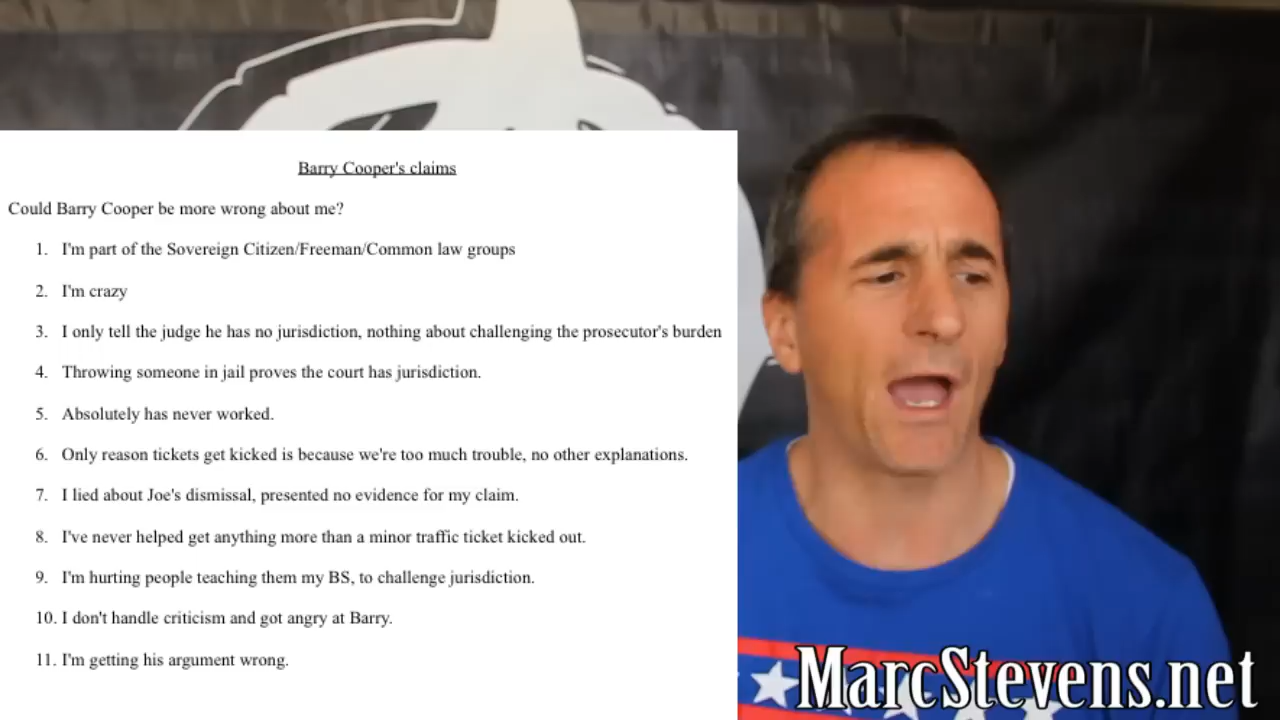 Barry Cooper's claims
Could Barry Cooper be more wrong about me?
1. I'm part of the Sovereign Citizen/Freeman/Common law groups
2. I'm crazy
3. I only tell the judge he has no jurisdiction, nothing about challenging the prosecutor's burden
4. Throwing someone in jail proves the court has jurisdiction.
5. Absolutely has never worked.
6. Only reason tickets get kicked is because we're too much trouble, no other explanations.
7. I lied about Joe's dismissal, presented no evidence for my claim.
8. I've never helped get anything more than a minor traffic ticket kicked out.
9. I'm hurting people teaching them my BS, to challenge jurisdiction.
10. I don't handle criticism and got angry at Barry.
11. I'm getting his argument wrong.
MarcStevens.net